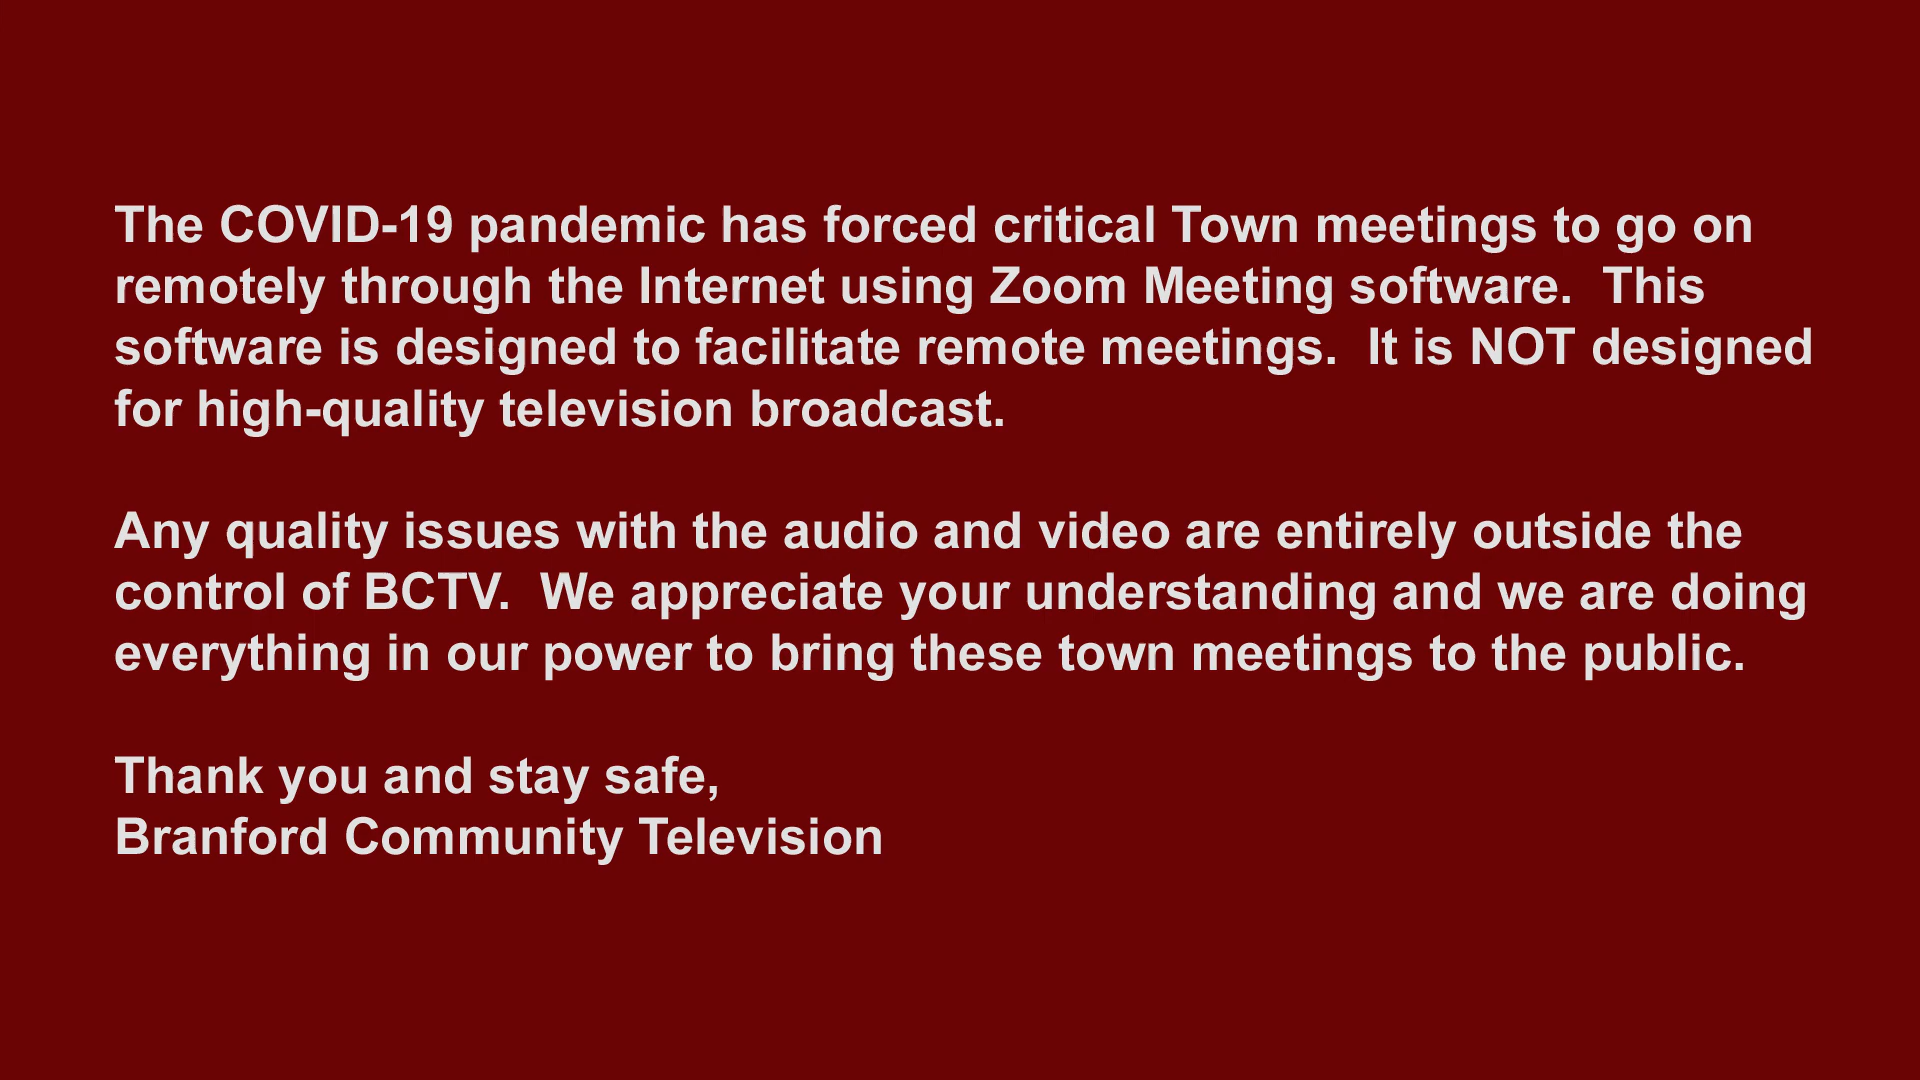 The COVID-19 pandemic has forced critical Town meetings to go on
remotely through the Internet using Zoom Meeting software.  This
software is designed to facilitate remote meetings.  It is NOT designed
for high-quality television broadcast.
Any quality issues with the audio and video are entirely outside the
control of BCTV.  We appreciate your understanding and we are doing
everything in our power to bring these town meetings to the public.
Thank you and stay safe,
Branford Community Television